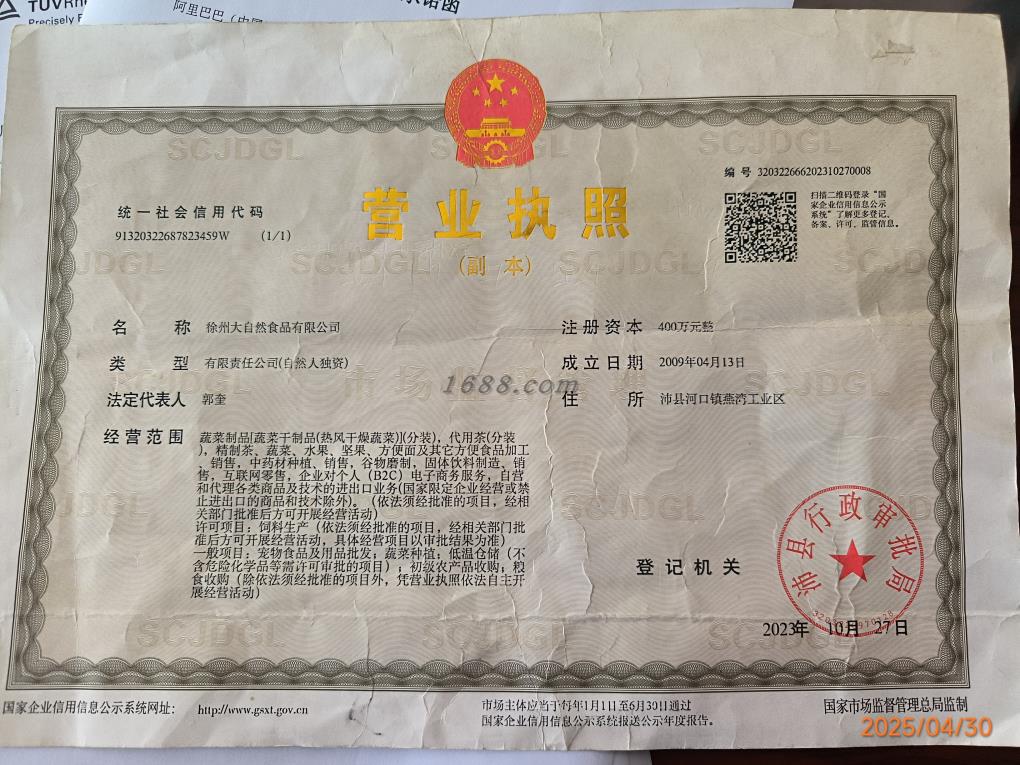 TÜVRh
Precisely
阿里巴巴（中国
诺函
SCJDGL
SCJDGL
编 号 320322666202310270008
统一社会信用代码
91320322687823459W （1/1）
营业执照
（副 本）
扫描二维码登录“国
家企业信用信息公示
系统”了解更多登记、
备案、许可、监管信息。
JDGL SCJDGL SCJDGL SCJD
名 称 徐州大自然食品有限公司
注册资本 400万元整
类 型 有限责任公司(自然人独资)
成立日期 2009年04月13日
1688.com
法定代表人 郭奎
住 所 沛县河口镇燕湾工业区
经营范围 蔬菜制品[蔬菜干制品(热风干燥蔬菜)](分装)，代用茶(分装
)，精制茶、蔬菜、水果、坚果、方便面及其它方便食品加工
、销售，中药材种植、销售，谷物磨制，固体饮料制造、销
售，互联网零售，企业对个人（B2C）电子商务服务，自营
和代理各类商品及技术的进出口业务(国家限定企业经营或禁
止进出口的商品和技术除外)。（依法须经批准的项目，经相
关部门批准后方可开展经营活动）
许可项目：饲料生产（依法须经批准的项目，经相关部门批
准后方可开展经营活动，具体经营项目以审批结果为准）
一般项目：宠物食品及用品批发；蔬菜种植；低温仓储（不
含危险化学品等需许可审批的项目）；初级农产品收购；粮
食收购（除依法须经批准的项目外，凭营业执照依法自主开
展经营活动）
登记机关
沛县行政审批局
2023年 10月 27日
SCJDGL
国家企业信用信息公示系统网址： http://www.gsxt.gov.cn
市场主体应当于每年1月1日至6月30日通过
国家企业信用信息公示系统报送公示年度报告。
国家市场监督管理总局监制
2025/04/30